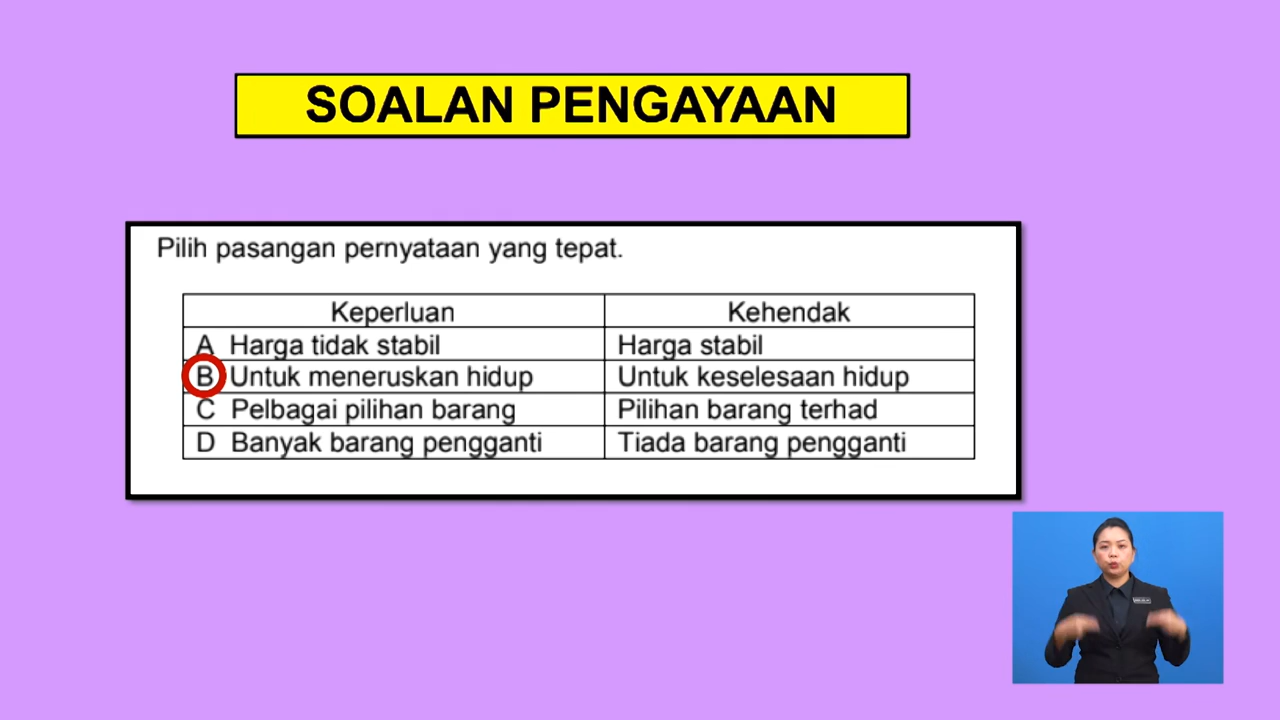 SOALAN PENGAYAAN
Pilih pasangan pernyataan yang tepat.
Keperluan Kehendak
A Harga tidak stabil Harga stabil
B Untuk meneruskan hidup Untuk keselesaan hidup
C Pelbagai pilihan barang Pilihan barang terhad
D Banyak barang pengganti Tiada barang pengganti